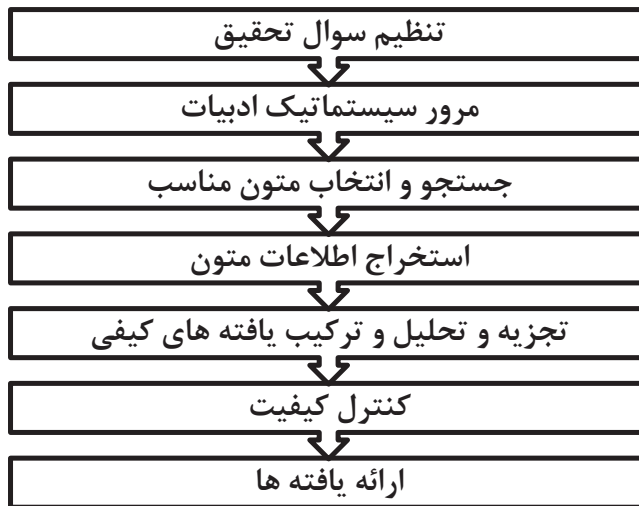 تنظیم سوال تحقیق
مرور سیستماتیک ادبیات
جستجو و انتخاب متون مناسب
استخراج اطلاعات متون
تجزیه و تحلیل و ترکیب یافته های کیفی
کنترل کیفیت
ارائه یافته ها